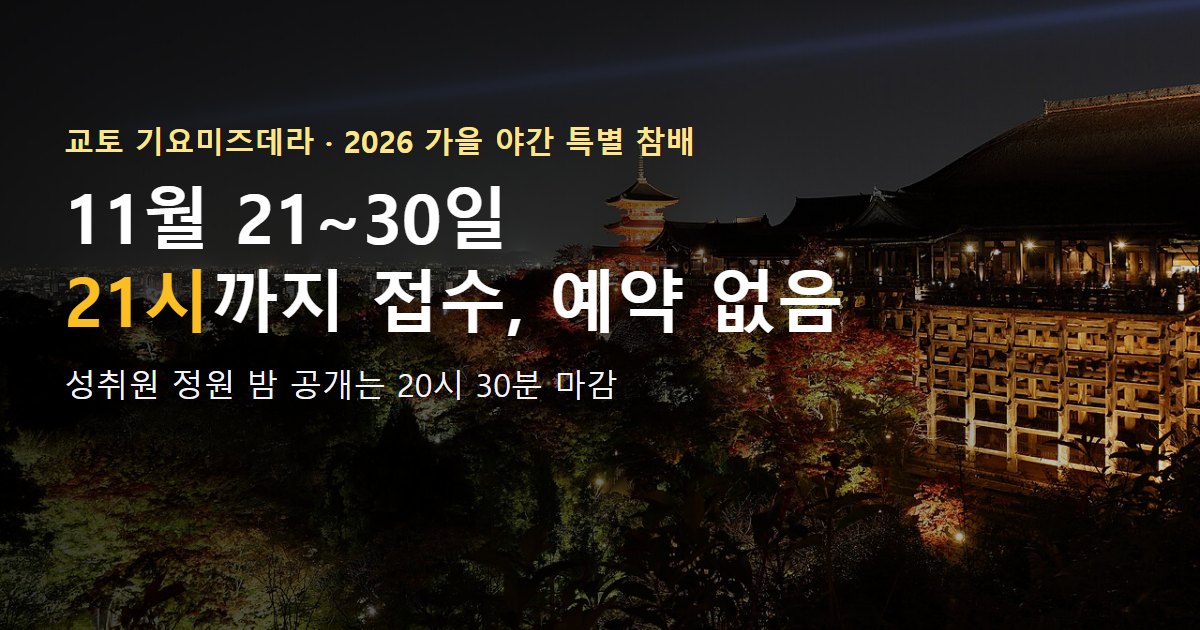 교토 기요미즈데라 · 2026 가을 야간 특별 참배
11월 21~30일
21시까지 접수, 예약 없음
성취원 정원 밤 공개는 20시 30분 마감